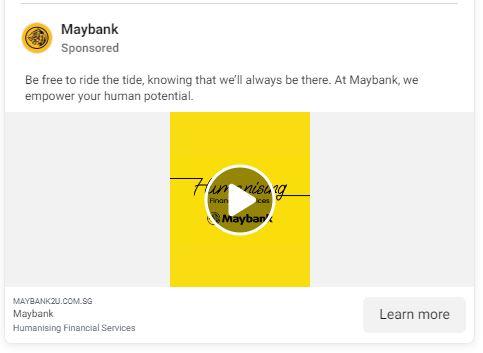 Maybank
Sponsored
Be free to ride the tide, knowing that we'll always be there. At Maybank, we
empower your human potential.
Humanising
Financial Services
Maybank
MAYBANK2U.COM.SG
Maybank
Humanising Financial Services
Learn more